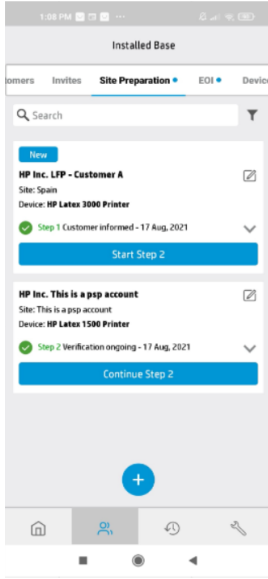 1:08 PM
Installed Base
omers Invites Site Preparation EOI Device
Search
New
HP Inc. LFP - Customer A
Site: Spain
Device: HP Latex 3000 Printer
Step 1 Customer informed - 17 Aug, 2021
Start Step 2
HP Inc. This is a psp account
Site: This is a psp account
Device: HP Latex 1500 Printer
Step 2 Verification ongoing - 17 Aug, 2021
Continue Step 2